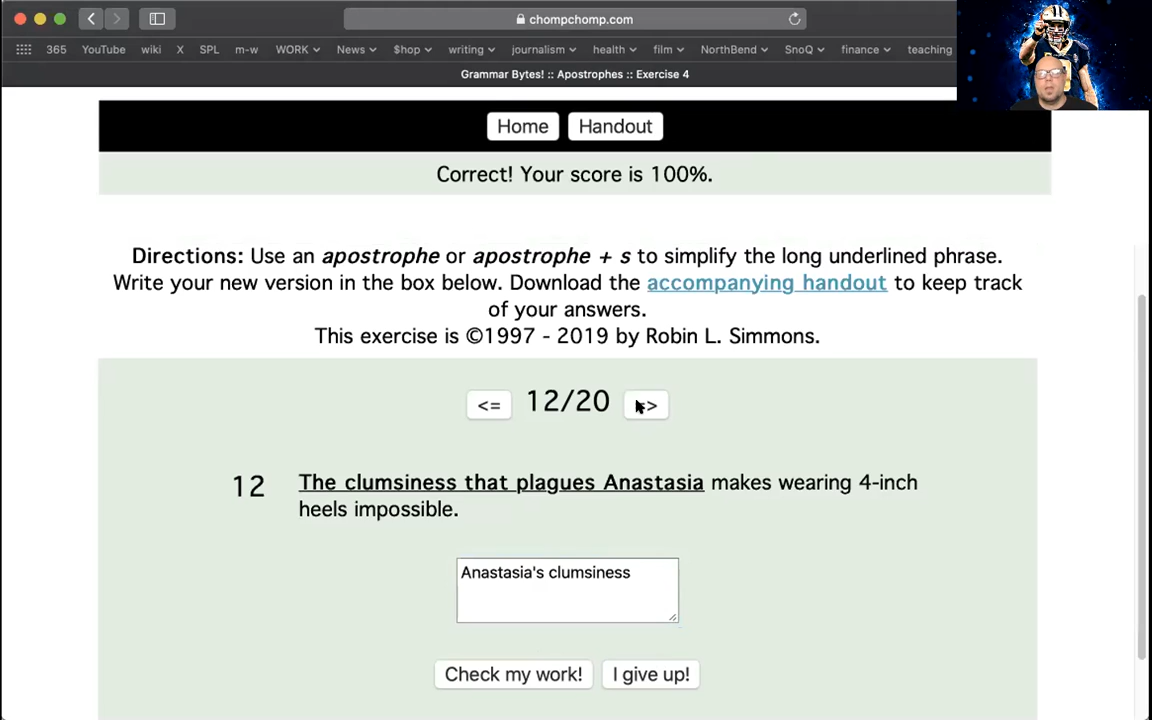 chompchomp.com
365 YouTube wiki X SPL m-w WORK News $hop writing journalism health film NorthBend SnoQ finance teaching
Grammar Bytes! :: Apostrophes :: Exercise 4
Home Handout
Correct! Your score is 100%.
Directions: Use an apostrophe or apostrophe + s to simplify the long underlined phrase.
Write your new version in the box below. Download the accompanying handout to keep track
of your answers.
This exercise is ©1997 - 2019 by Robin L. Simmons.
<= 12/20 =>
12 The clumsiness that plagues Anastasia makes wearing 4-inch
heels impossible.
Anastasia's clumsiness
Check my work! I give up!